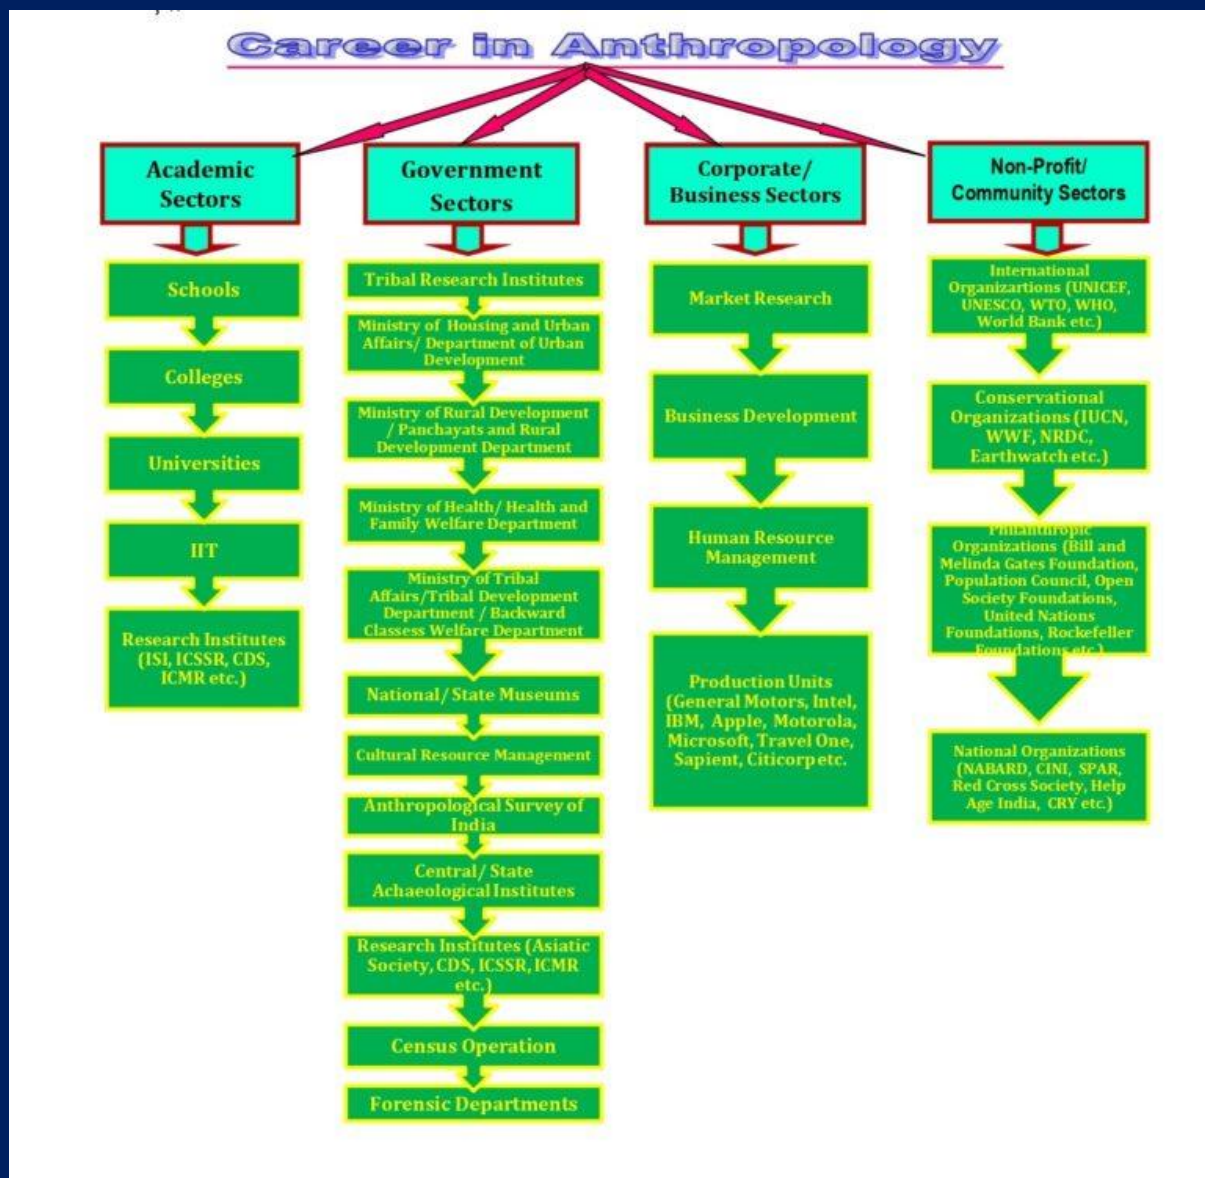 Career in Anthropology
Academic
Sectors
Schools
Colleges
Universities
IIT
Research Institutes
(ISI, ICSSR, CDS,
ICMR etc.)
Government
Sectors
Tribal Research Institutes
Ministry of Housing and Urban
Affairs/ Department of Urban
Development
Ministry of Rural Development
/ Panchayats and Rural
Development Department
Ministry of Health/ Health and
Family Welfare Department
Ministry of Tribal
Affairs/Tribal Development
Department / Backward
Classess Welfare Department
National/ State Museums
Cultural Resource Management
Anthropological Survey of
India
Central/ State
Achaeological Institutes
Research Institutes (Asiatic
Society, CDS, ICSSR, ICMR
etc.)
Census Operation
Forensic Departments
Corporate/
Business Sectors
Market Research
Business Development
Human Resource
Management
Production Units
(General Motors, Intel,
IBM, Apple, Motorola,
Microsoft, Travel One,
Sapient, Citicorp etc.
Non-Profit/
Community Sectors
International
Organizartions (UNICEF,
UNESCO, WTO, WHO,
World Bank etc.)
Conservational
Organizations (IUCN,
WWF, NRDC,
Earthwatch etc.)
Philanthropic
Organizations (Bill and
Melinda Gates Foundation,
Population Council, Open
Society Foundations,
United Nations
Foundations, Rockefeller
Foundations etc.)
National Organizations
(NABARD, CINI, SPAR,
Red Cross Society, Help
Age India, CRY etc.)